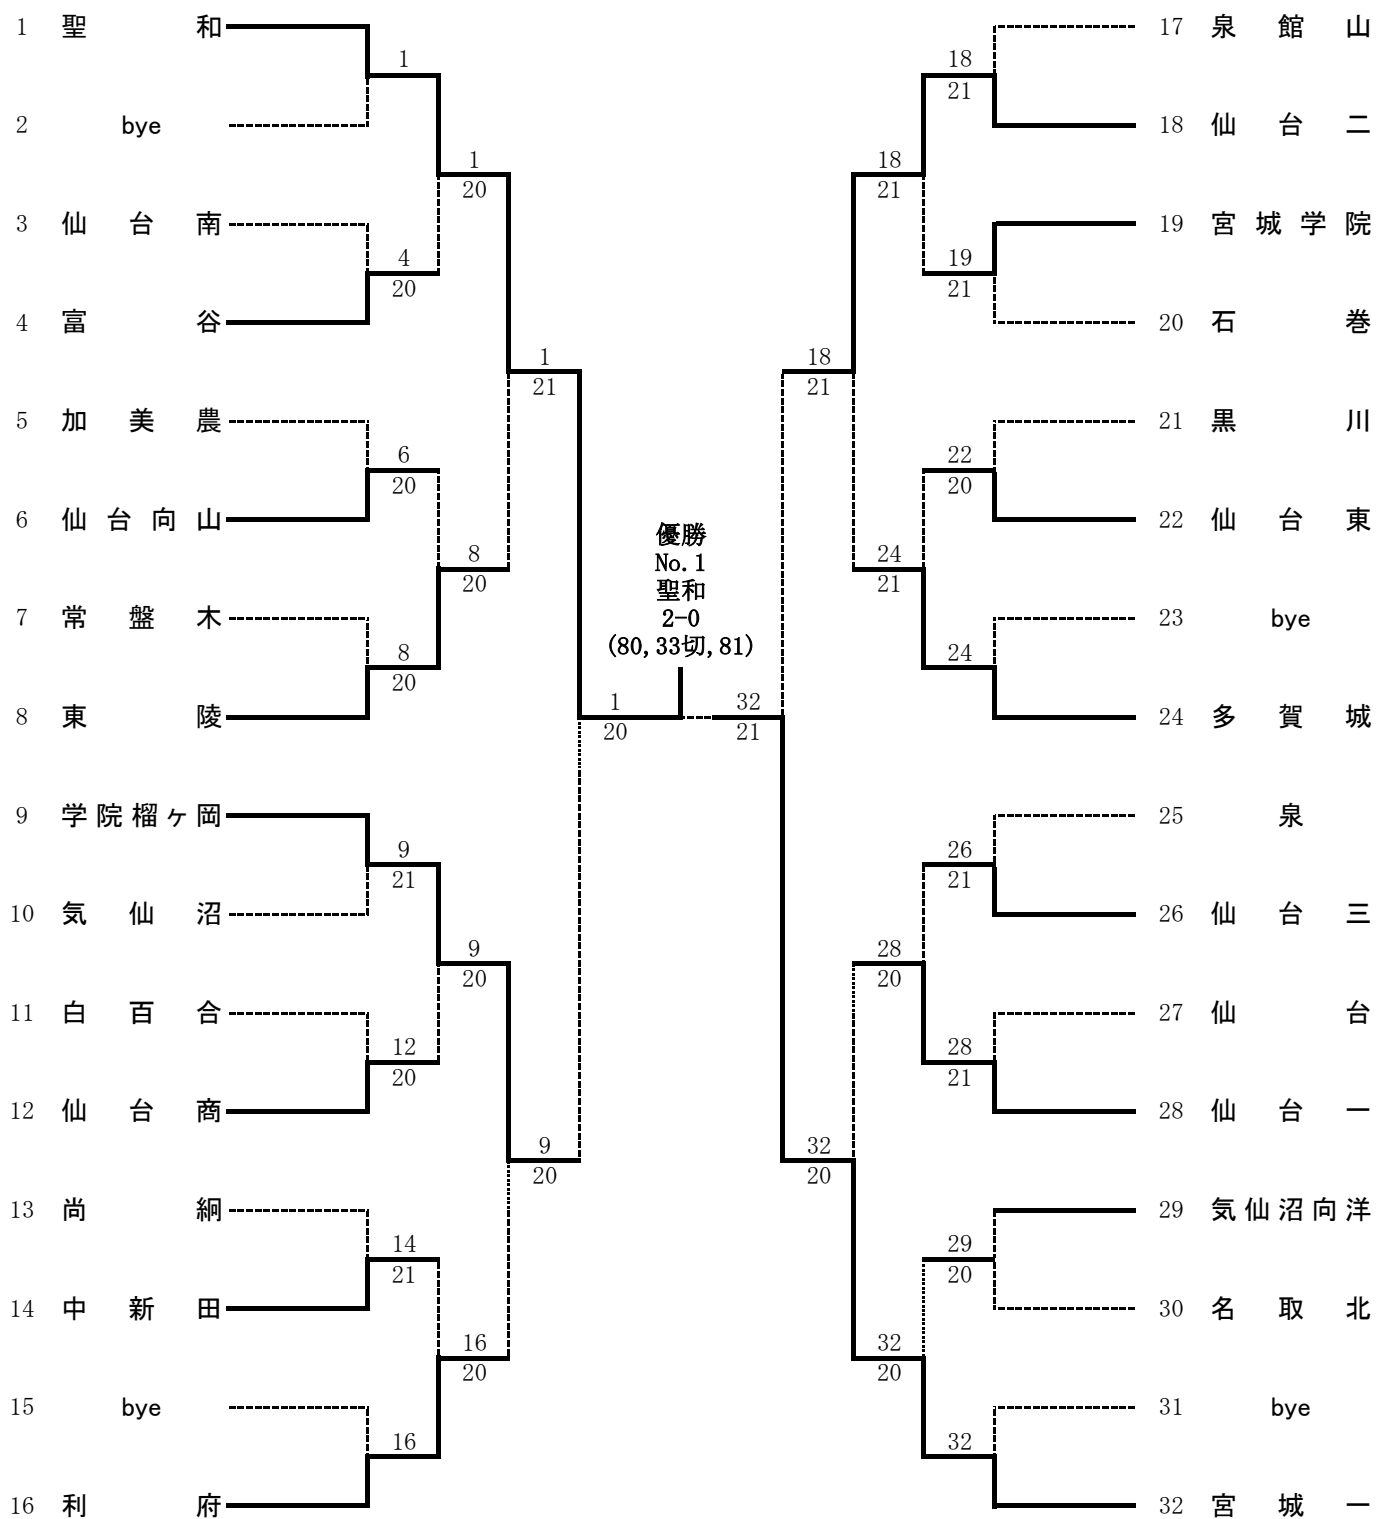 1 聖和
2 bye
3 仙台南
4 富谷
5 加美農
6 仙台向山
7 常盤木
8 東陵
9 学院榴ヶ岡
10 気仙沼
11 白百合
12 仙台商
13 尚絅
14 中新田
15 bye
16 利府
1
4
20
6
20
8
20
9
21
12
20
14
21
16
1
20
8
20
9
20
16
20
1
21
9
20
1
20
優勝
No.1
聖和
2-0
(80,33切,81)
32
21
18
21
32
20
18
21
24
21
28
20
32
20
18
21
19
21
22
20
24
26
21
28
21
29
20
32
17 泉館山
18 仙台二
19 宮城学院
20 石巻
21 黒川
22 仙台東
23 bye
24 多賀城
25 泉
26 仙台三
27 仙台
28 仙台一
29 気仙沼向洋
30 名取北
31 bye
32 宮城一